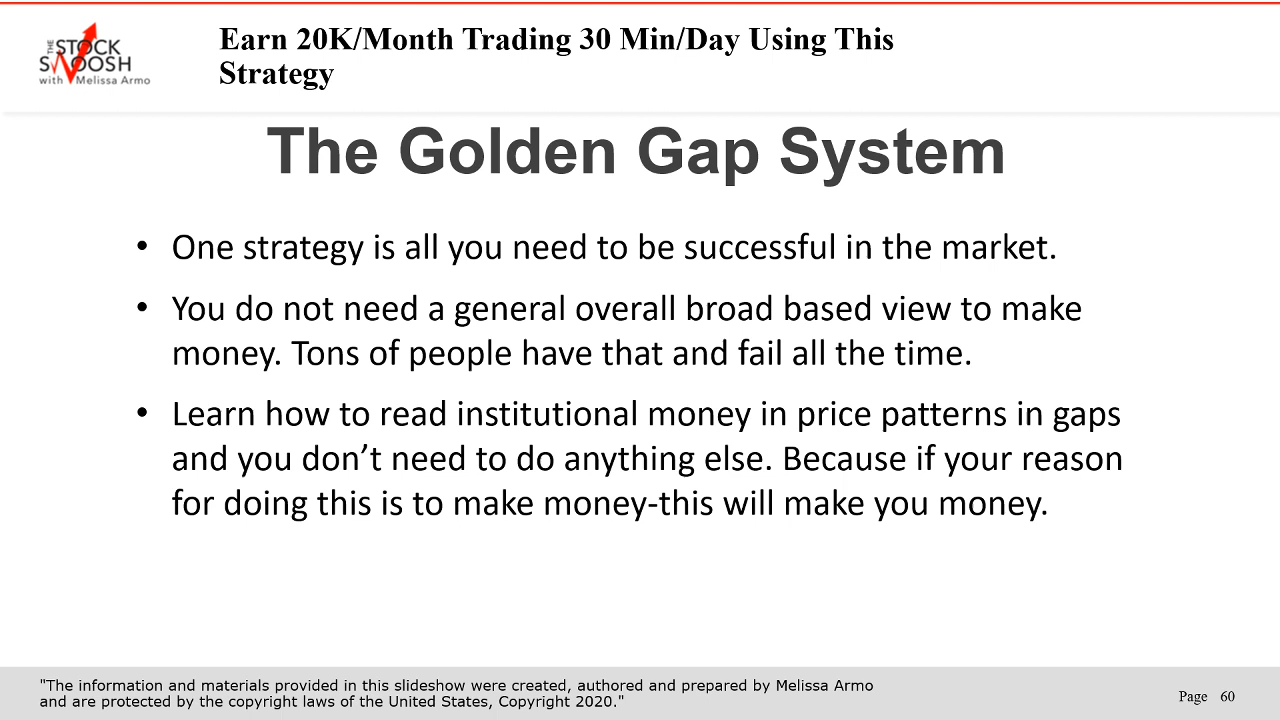 THE
STOCK
SWOOSH
with Melissa Armo
Earn 20K/Month Trading 30 Min/Day Using This
Strategy
The Golden Gap System
• One strategy is all you need to be successful in the market.
• You do not need a general overall broad based view to make
money. Tons of people have that and fail all the time.
• Learn how to read institutional money in price patterns in gaps
and you don’t need to do anything else. Because if your reason
for doing this is to make money-this will make you money.
"The information and materials provided in this slideshow were created, authored and prepared by Melissa Armo
and are protected by the copyright laws of the United States, Copyright 2020."
Page 60